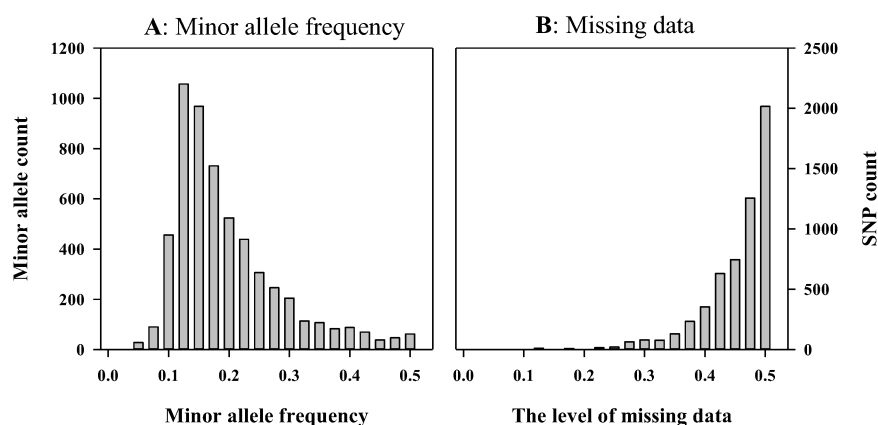 A: Minor allele frequency
B: Missing data
Minor allele count
1200
1000
800
600
400
200
0
2500
2000
1500
1000
500
0
SNP count
0.0 0.1 0.2 0.3 0.4 0.5
0.0 0.1 0.2 0.3 0.4 0.5
Minor allele frequency
The level of missing data